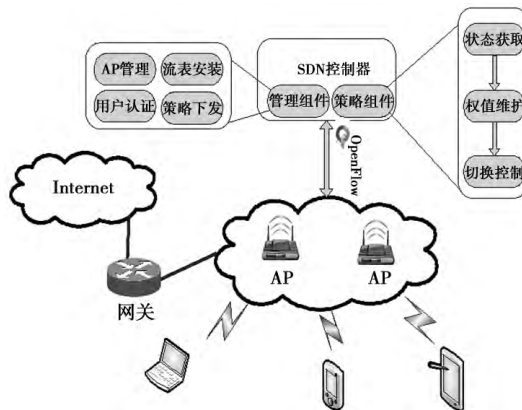 AP管理
流表安装
用户认证
策略下发
SDN控制器
管理组件
策略组件
状态获取
权值维护
切换控制
OpenFlow
Internet
网关
AP
AP